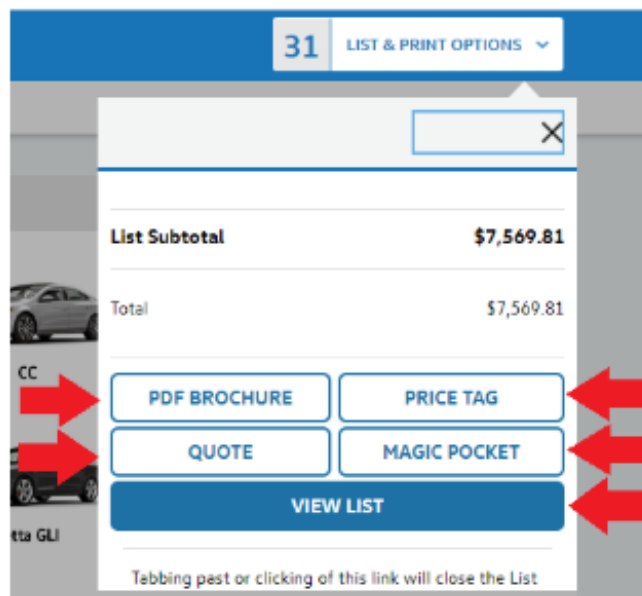 31 LIST & PRINT OPTIONS
List Subtotal $7,569.81
Total $7,569.81
CC
PDF BROCHURE PRICE TAG
QUOTE MAGIC POCKET
VIEW LIST
tta GLI
Tabbing past or clicking of this link will close the List